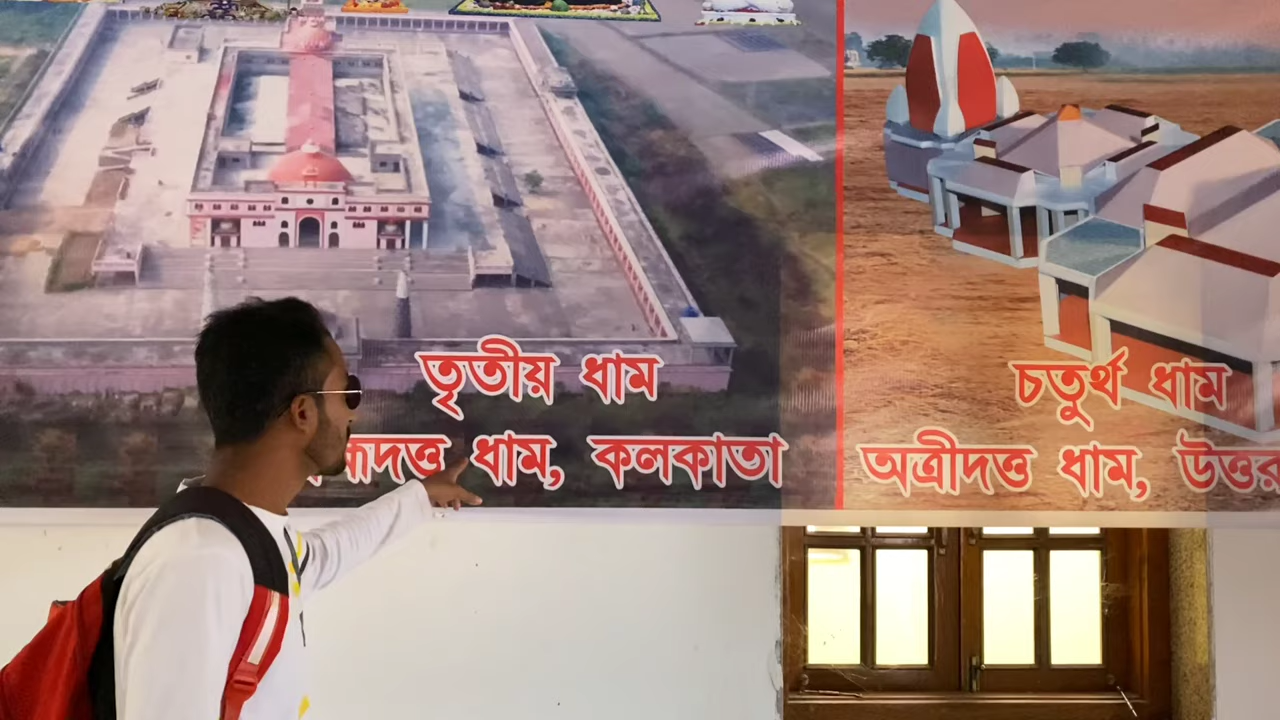 তৃতীয় ধাম
ধাম, কলকাতা
চতুর্থ ধাম
অত্রীদত্ত ধাম,